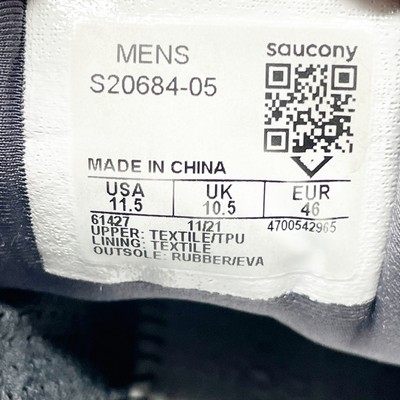 MENS
saucony
S20684-05
MADE IN CHINA
USA UK EUR
11.5 10.5 46
61427 11/21 4700542965
UPPER: TEXTILE/TPU
LINING: TEXTILE
OUTSOLE: RUBBER/EVA